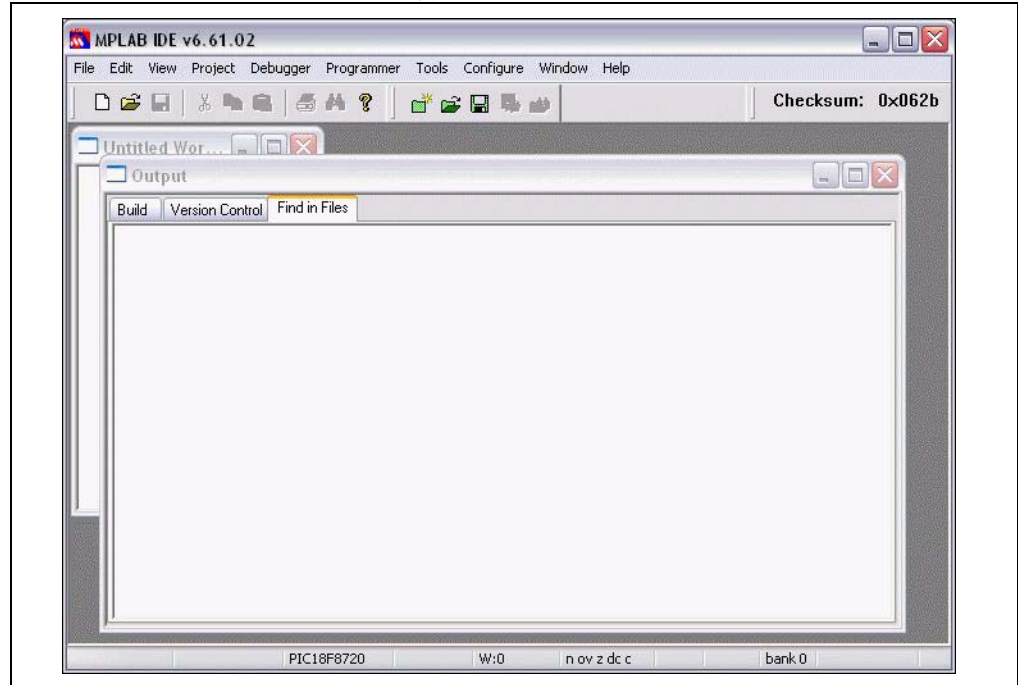 MPLAB IDE v6.61.02
File Edit View Project Debugger Programmer Tools Configure Window Help
Checksum: 0x062b
Untitled Wor...
Output
Build Version Control Find in Files
PIC18F8720 W:0 n ov z dc c bank 0